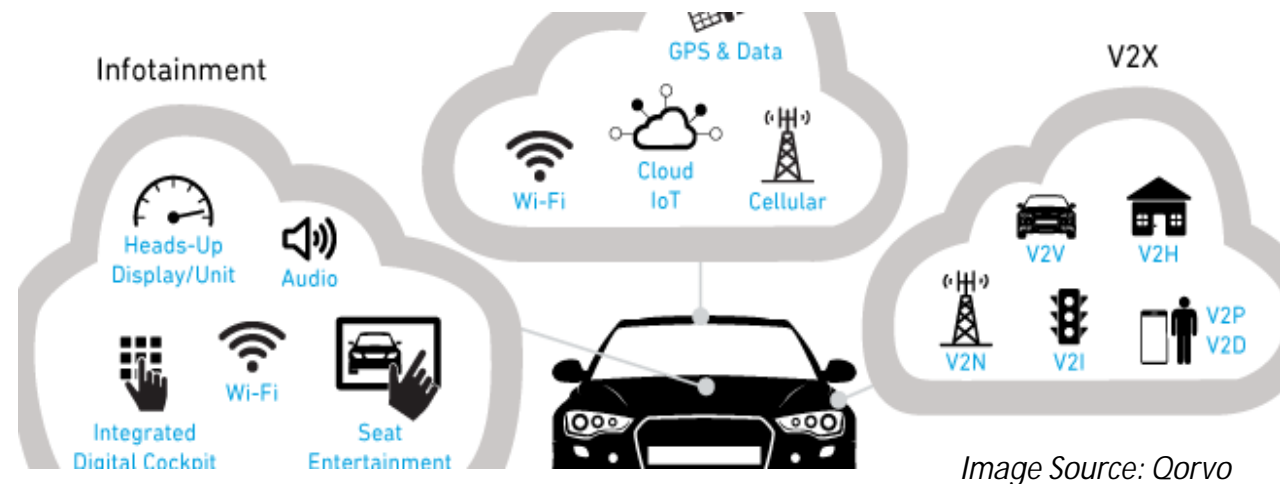 Infotainment
GPS & Data
V2X
Wi-Fi
Cloud
IoT
Cellular
Heads-Up
Display/Unit
Audio
V2V
V2H
Wi-Fi
V2N
V2I
V2P
V2D
Integrated
Digital Cockpit
Seat
Entertainment
Image Source: Qorvo